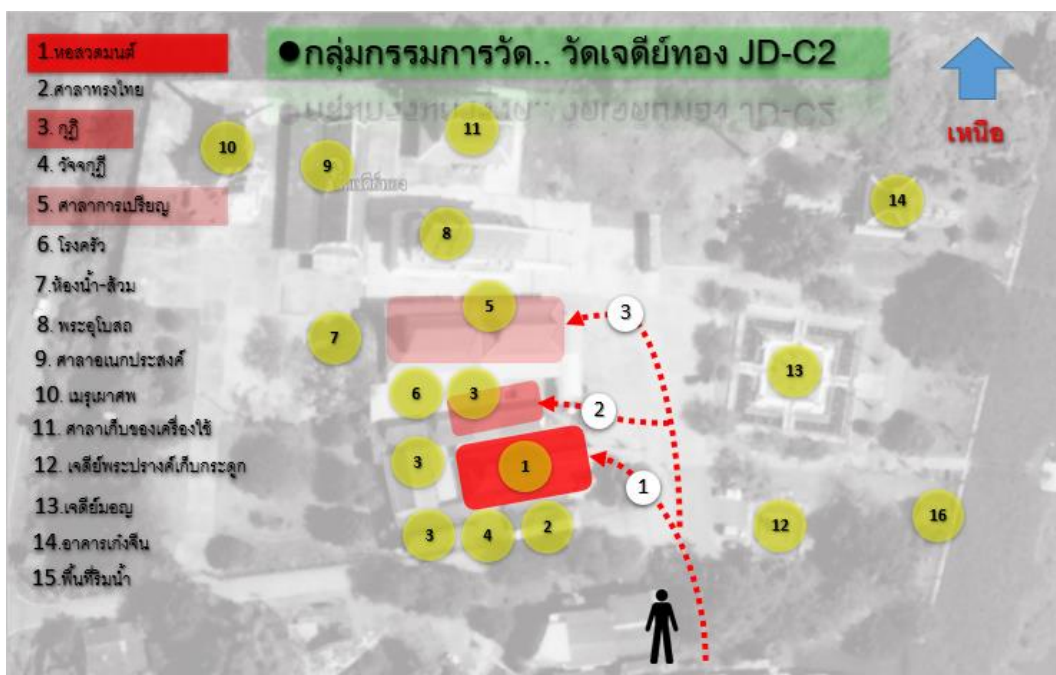 ●กลุ่มกรรมการวัด.. วัดเจดีย์ทอง JD-C2
เหนือ
1.หอสวดมนต์
2.ศาลาทรงไทย
3. กุฏิ
4. วัจจกุฎี
5. ศาลาการเปรียญ
6. โรงครัว
7.ห้องน้ำ-ส้วม
8. พระอุโบสถ
9. ศาลาอเนกประสงค์
10. เมรุเผาศพ
11. ศาลาเก็บของเครื่องใช้
12. เจดีย์พระปรางค์เก็บกระดูก
13.เจดีย์มอญ
14.อาคารเก๋งจีน
15.พื้นที่ริมน้ำ
11
10
9
14
8
5
3
7
13
6
3
2
3
1
1
12
16
3
4
2